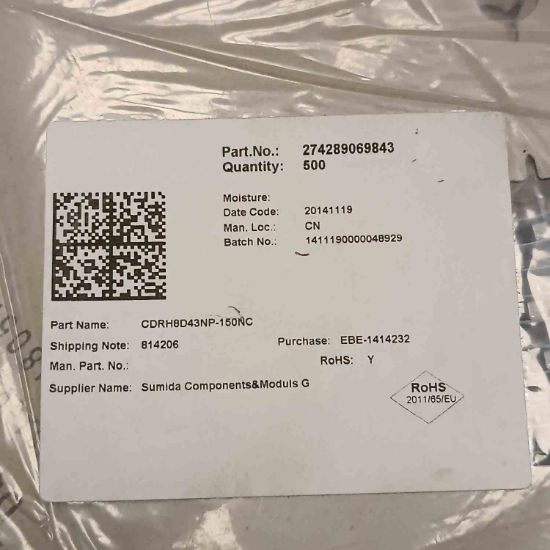 Part.No.: 274289069843
Quantity: 500
Moisture:
Date Code: 20141119
Man. Loc.: CN
Batch No.: 1411190000048929
Part Name: CDRH8D43NP-150NC
Shipping Note: 814206 Purchase: EBE-1414232
Man. Part. No.: RoHS: Y
Supplier Name: Sumida Components&Moduls G
RoHS
2011/65/EU